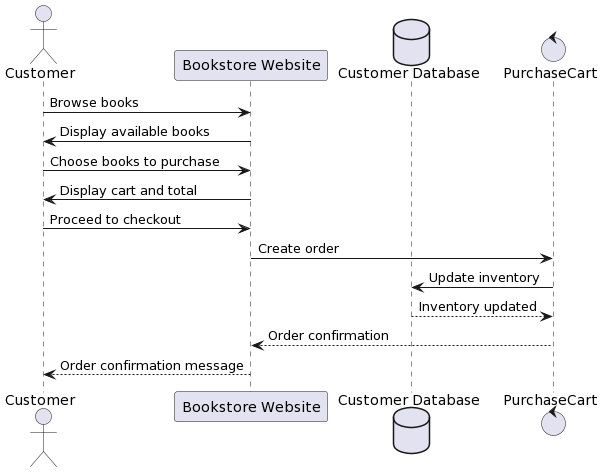 Customer
Bookstore Website
Customer Database
PurchaseCart
Browse books
Display available books
Choose books to purchase
Display cart and total
Proceed to checkout
Create order
Update inventory
Inventory updated
Order confirmation
Order confirmation message
Customer
Bookstore Website
Customer Database
PurchaseCart